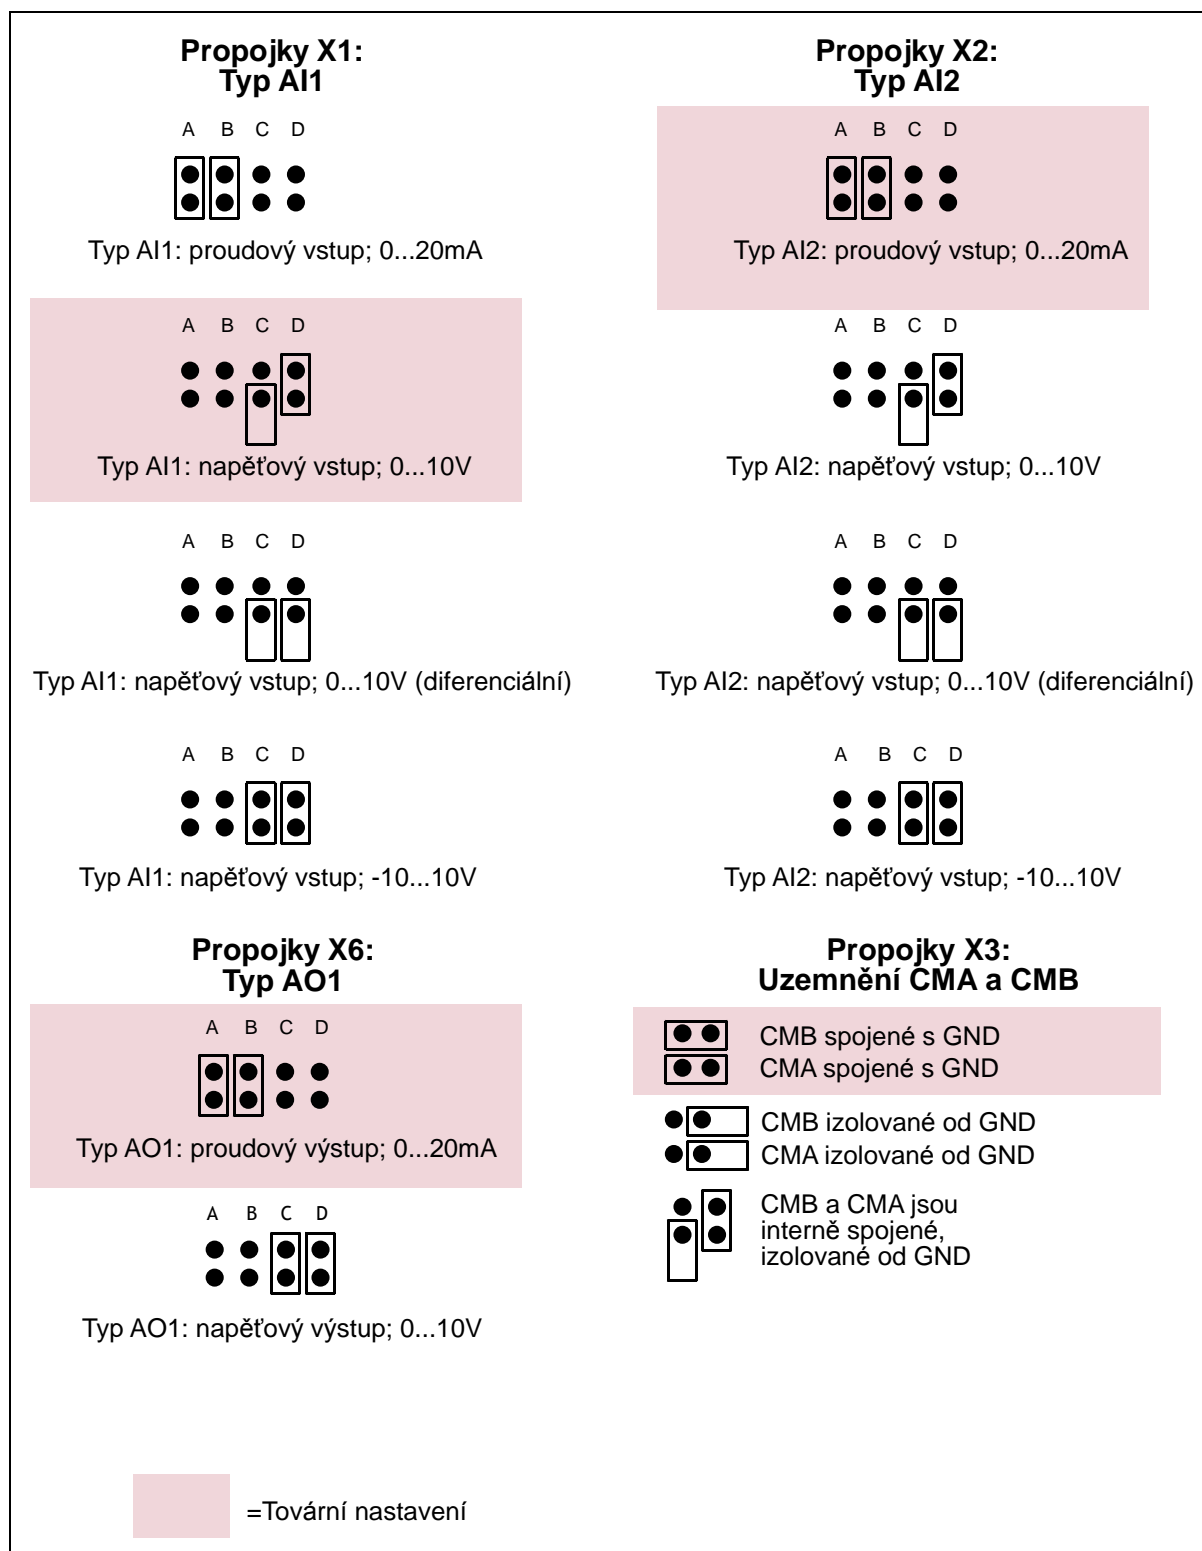 Propojky X1:
Typ AI1
A B C D
Typ AI1: proudový vstup; 0...20mA
A B C D
Typ AI1: napěťový vstup; 0...10V
A B C D
Typ AI1: napěťový vstup; 0...10V (diferenciální)
A B C D
Typ AI1: napěťový vstup; -10...10V
Propojky X2:
Typ AI2
A B C D
Typ AI2: proudový vstup; 0...20mA
A B C D
Typ AI2: napěťový vstup; 0...10V
A B C D
Typ AI2: napěťový vstup; 0...10V (diferenciální)
A B C D
Typ AI2: napěťový vstup; -10...10V
Propojky X6:
Typ AO1
A B C D
Typ AO1: proudový výstup; 0...20mA
A B C D
Typ AO1: napěťový výstup; 0...10V
Propojky X3:
Uzemnění CMA a CMB
CMB spojené s GND
CMA spojené s GND
CMB izolované od GND
CMA izolované od GND
CMB a CMA jsou
interně spojené,
izolované od GND
=Tovární nastavení